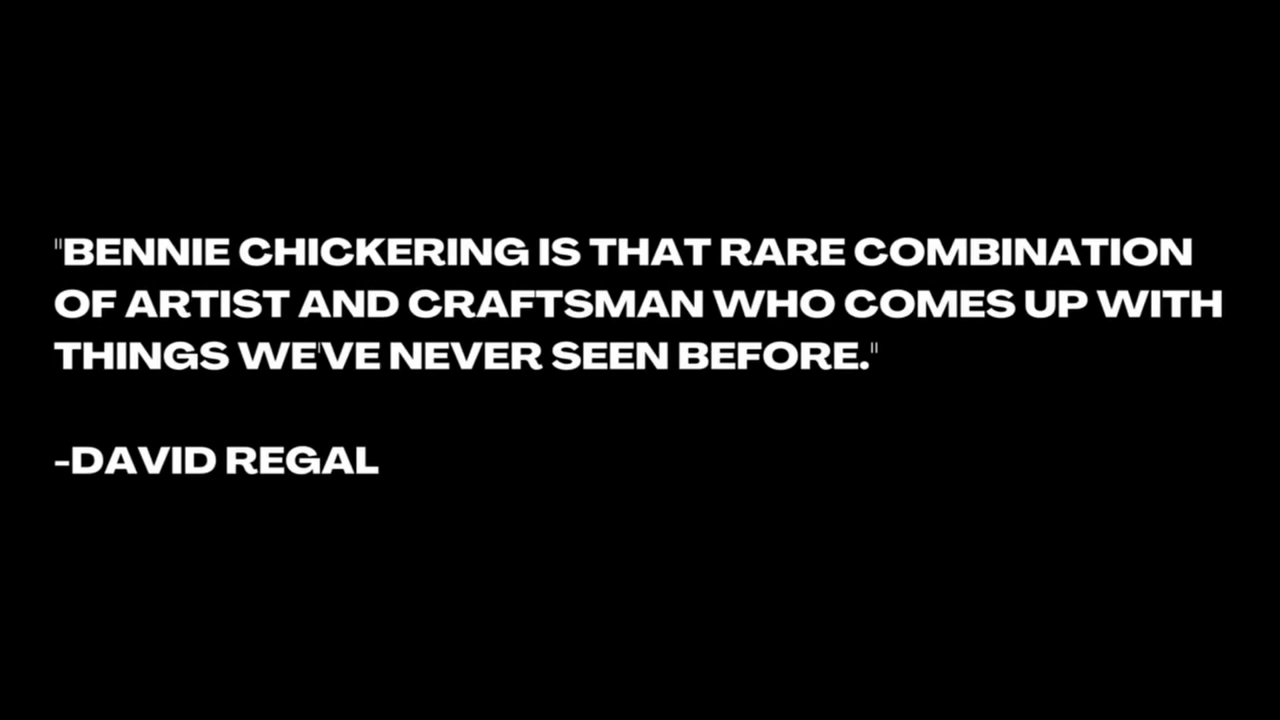 "BENNIE CHICKERING IS THAT RARE COMBINATION
OF ARTIST AND CRAFTSMAN WHO COMES UP WITH
THINGS WE'VE NEVER SEEN BEFORE."
-DAVID REGAL